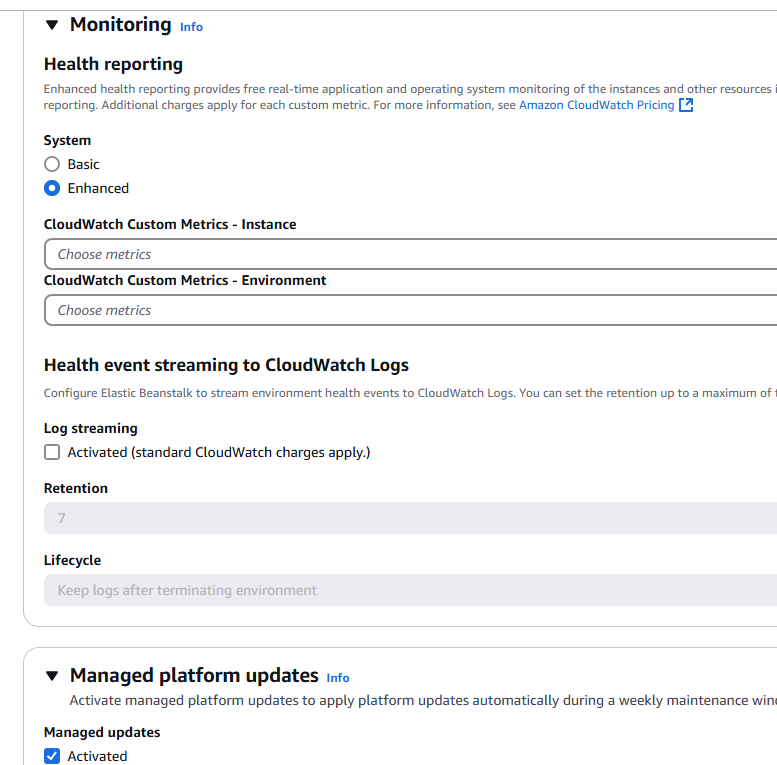 Monitoring Info
Health reporting
Enhanced health reporting provides free real-time application and operating system monitoring of the instances and other resources
reporting. Additional charges apply for each custom metric. For more information, see Amazon CloudWatch Pricing
System
Basic
Enhanced
CloudWatch Custom Metrics - Instance
Choose metrics
CloudWatch Custom Metrics - Environment
Choose metrics
Health event streaming to CloudWatch Logs
Configure Elastic Beanstalk to stream environment health events to CloudWatch Logs. You can set the retention up to a maximum of
Log streaming
Activated (standard CloudWatch charges apply.)
Retention
7
Lifecycle
Keep logs after terminating environment
Managed platform updates Info
Activate managed platform updates to apply platform updates automatically during a weekly maintenance
Managed updates
Activated